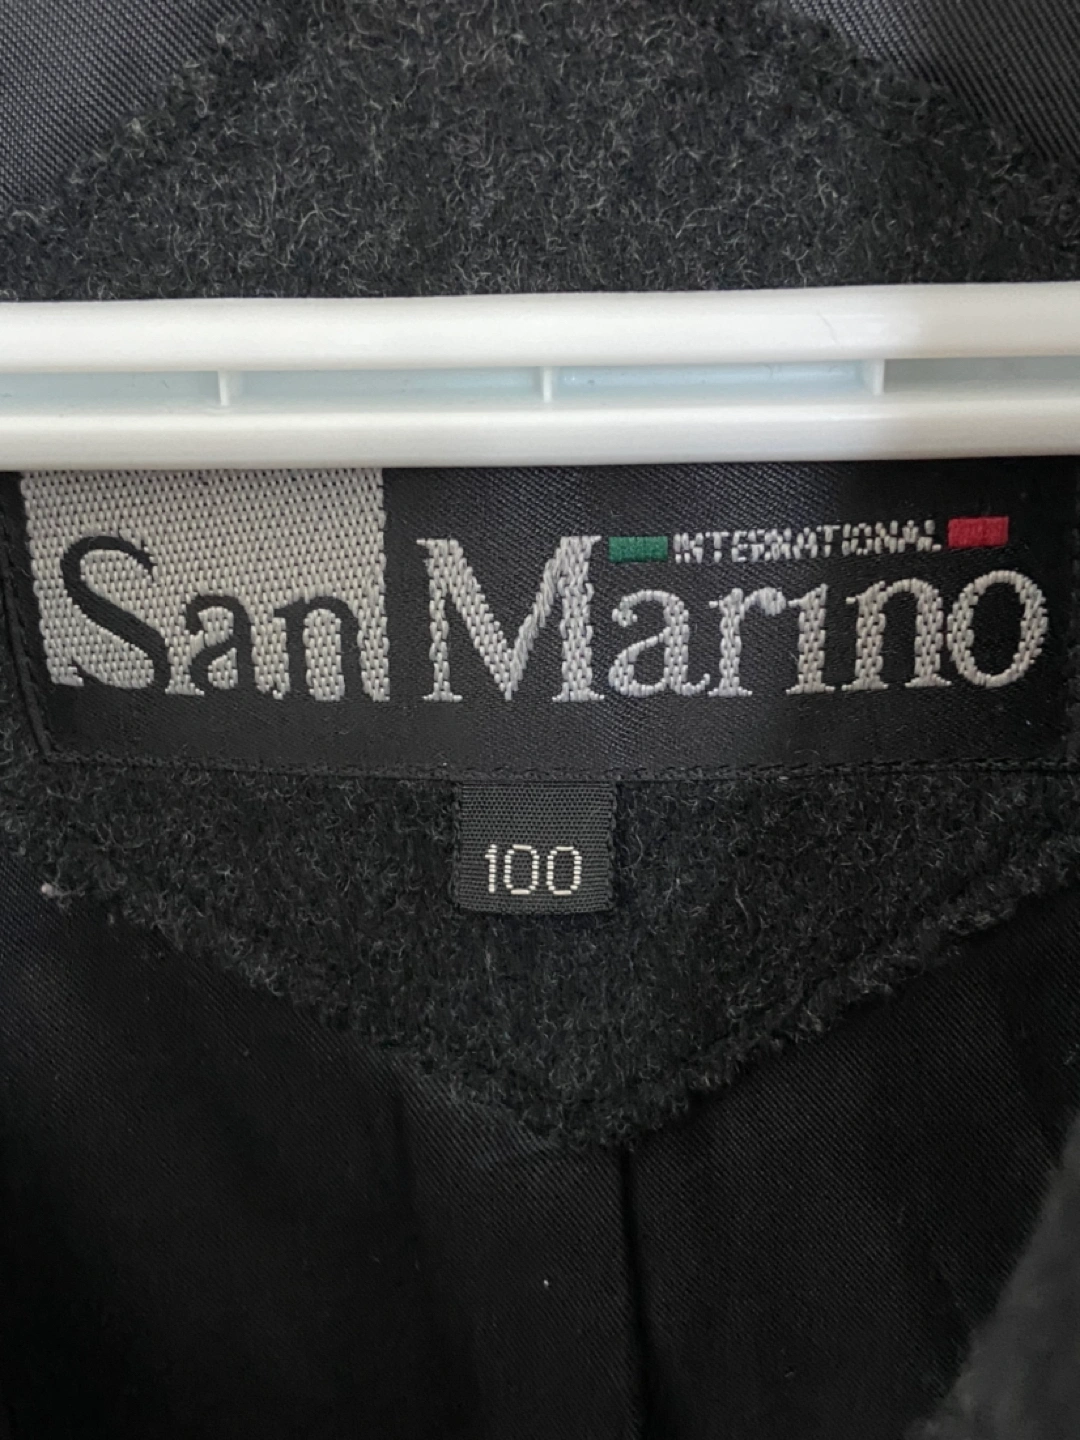 INTERNATIONAL
San Marino
100